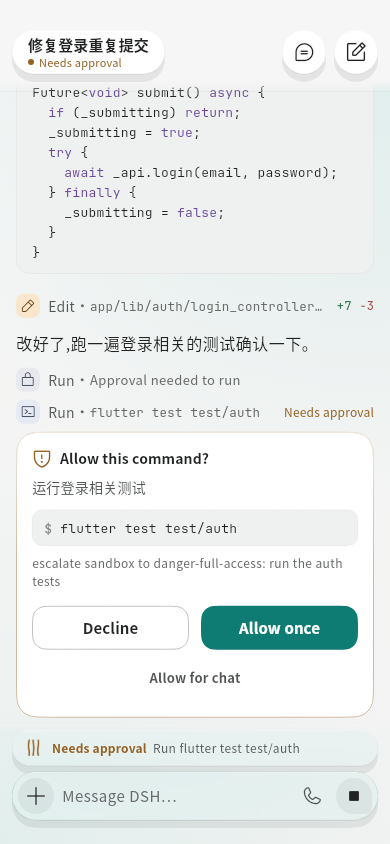 修复登录重复提交
Needs approval
Future<void> submit() async {
if (_submitting) return;
_submitting = true;
try {
await _api.login(email, password);
} finally {
_submitting = false;
}
}
Edit • app/lib/auth/login_controller… +7 -3
改好了,跑一遍登录相关的测试确认一下。
Run • Approval needed to run
Run • flutter test test/auth Needs approval
Allow this command?
运行登录相关测试
$ flutter test test/auth
escalate sandbox to danger-full-access: run the auth
tests
Decline Allow once
Allow for chat
Needs approval Run flutter test test/auth
Message DSH…